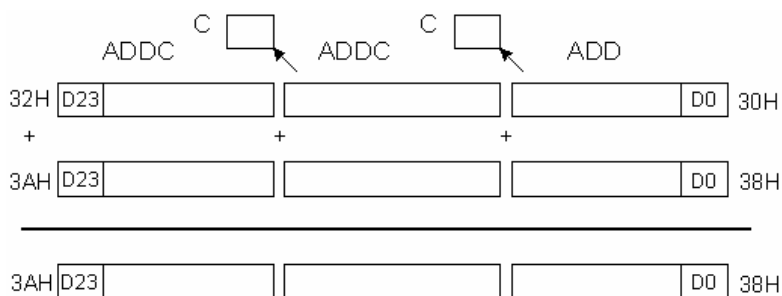 C C
ADDC ADDC ADD
32H D23 D0 30H
+ + +
3AH D23 D0 38H
3AH D23 D0 38H